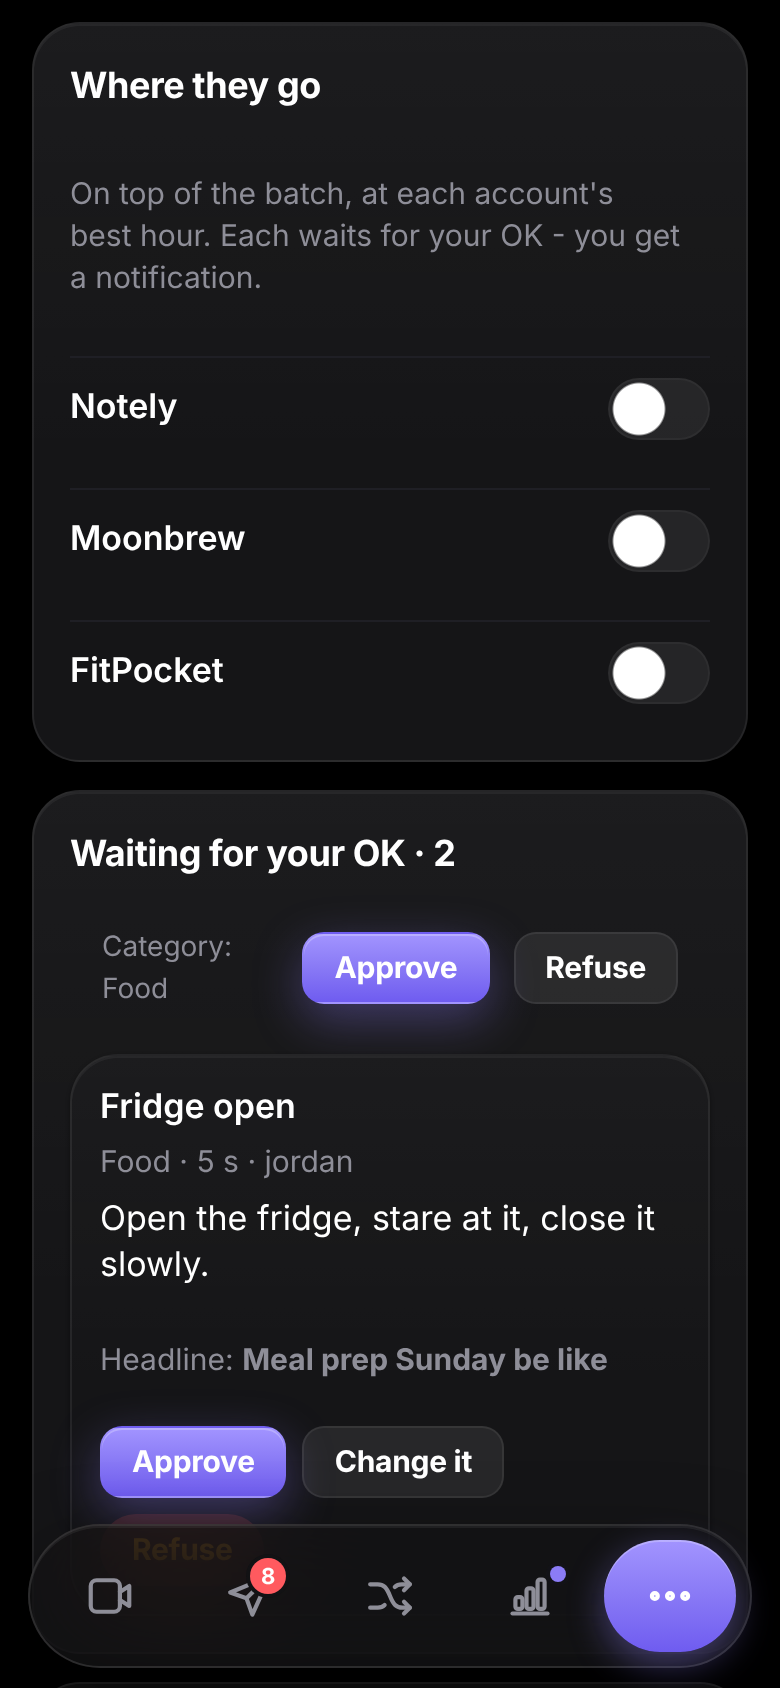 Where they go
On top of the batch, at each account's
best hour. Each waits for your OK - you get
a notification.
Notely
Moonbrew
FitPocket
Waiting for your OK · 2
Category:
Food
Approve
Refuse
Fridge open
Food · 5 s · jordan
Open the fridge, stare at it, close it
slowly.
Headline: Meal prep Sunday be like
Approve
Change it
Refuse
8